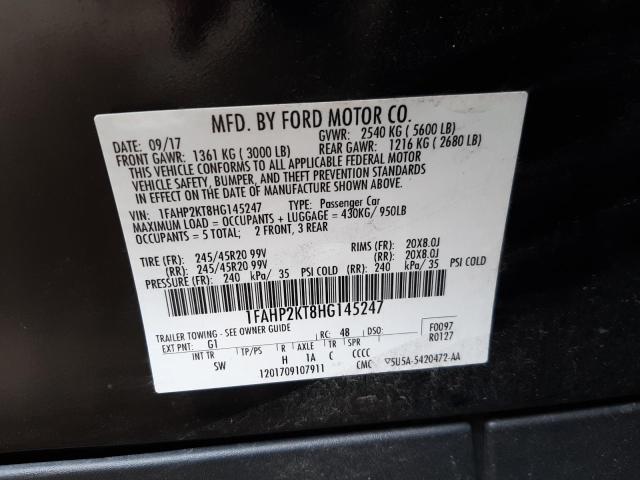 MFD. BY FORD MOTOR CO.
DATE: 09/17 GVWR: 2540 KG ( 5600 LB)
FRONT GAWR: 1361 KG ( 3000 LB) REAR GAWR: 1216 KG ( 2680 LB)
THIS VEHICLE CONFORMS TO ALL APPLICABLE FEDERAL MOTOR
VEHICLE SAFETY, BUMPER, AND THEFT PREVENTION STANDARDS
IN EFFECT ON THE DATE OF MANUFACTURE SHOWN ABOVE.
VIN: 1FAHP2KT8HG145247 TYPE: Passenger Car
MAXIMUM LOAD = OCCUPANTS + LUGGAGE = 430KG/ 950LB
OCCUPANTS = 5 TOTAL; 2 FRONT, 3 REAR
TIRE (FR): 245/45R20 99V RIMS (FR): 20X8.0J
(RR): 245/45R20 99V (RR): 20X8.0J
PRESSURE (FR): 240 kPa/ 35 PSI COLD (RR): 240 kPa/ 35 PSI COLD
1FAHP2KT8HG145247
TRAILER TOWING - SEE OWNER GUIDE
EXT PNT: G1 RC: 48 DSO: F0097
INT TR TP/PS R AXLE TR SPR R0127
SW H 1A C CCCC
1201709107911 CMC ▽5U5A-5420472-AA